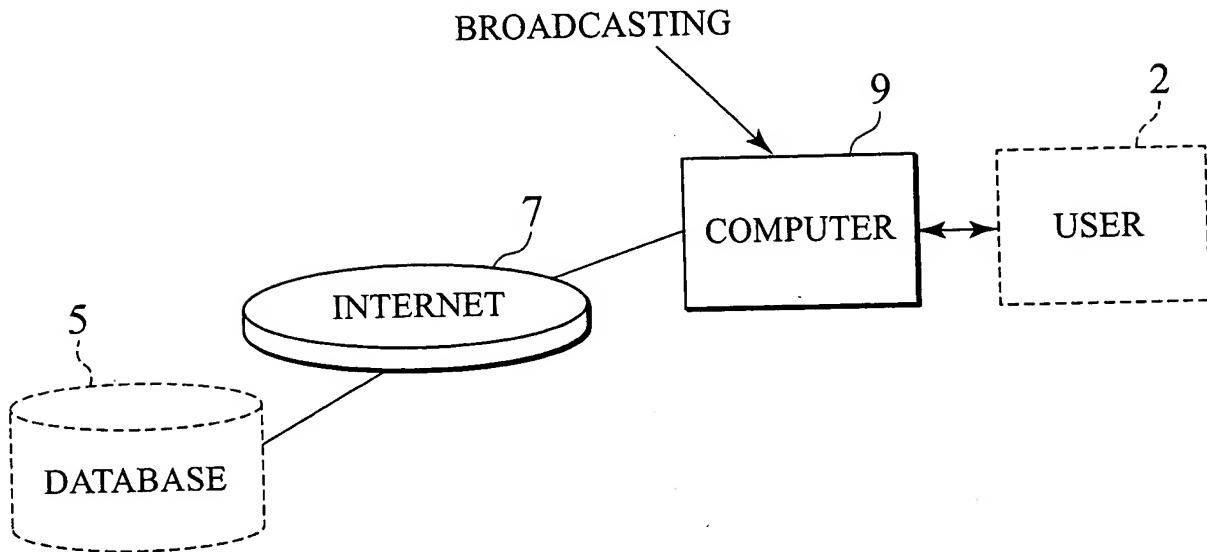 BROADCASTING
9
2
COMPUTER
USER
7
INTERNET
5
DATABASE